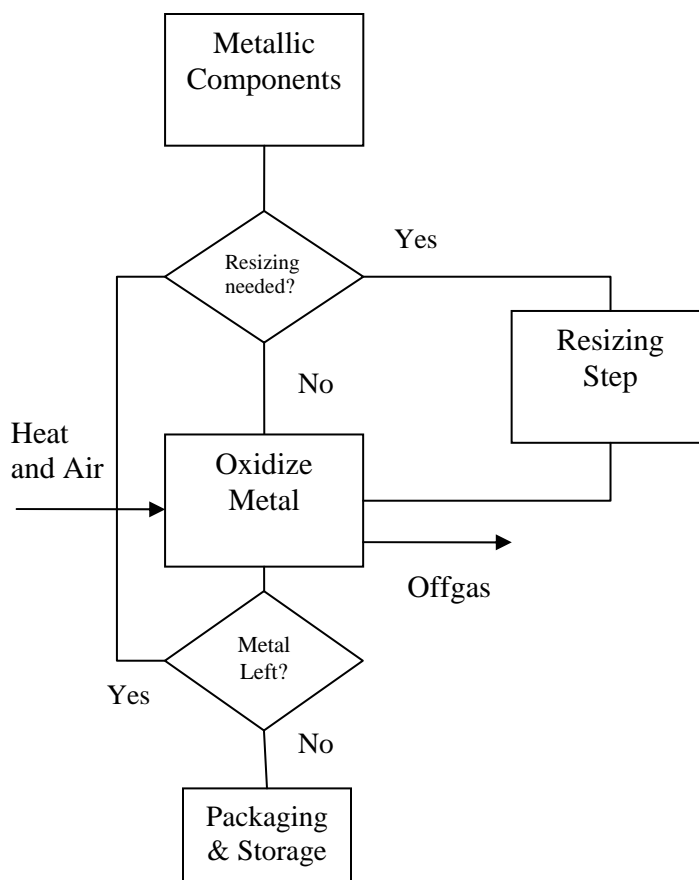 Metallic
Components
Resizing
needed?
Yes
Resizing
Step
No
Heat
and Air
Oxidize
Metal
Offgas
Metal
Left?
Yes
No
Packaging
& Storage